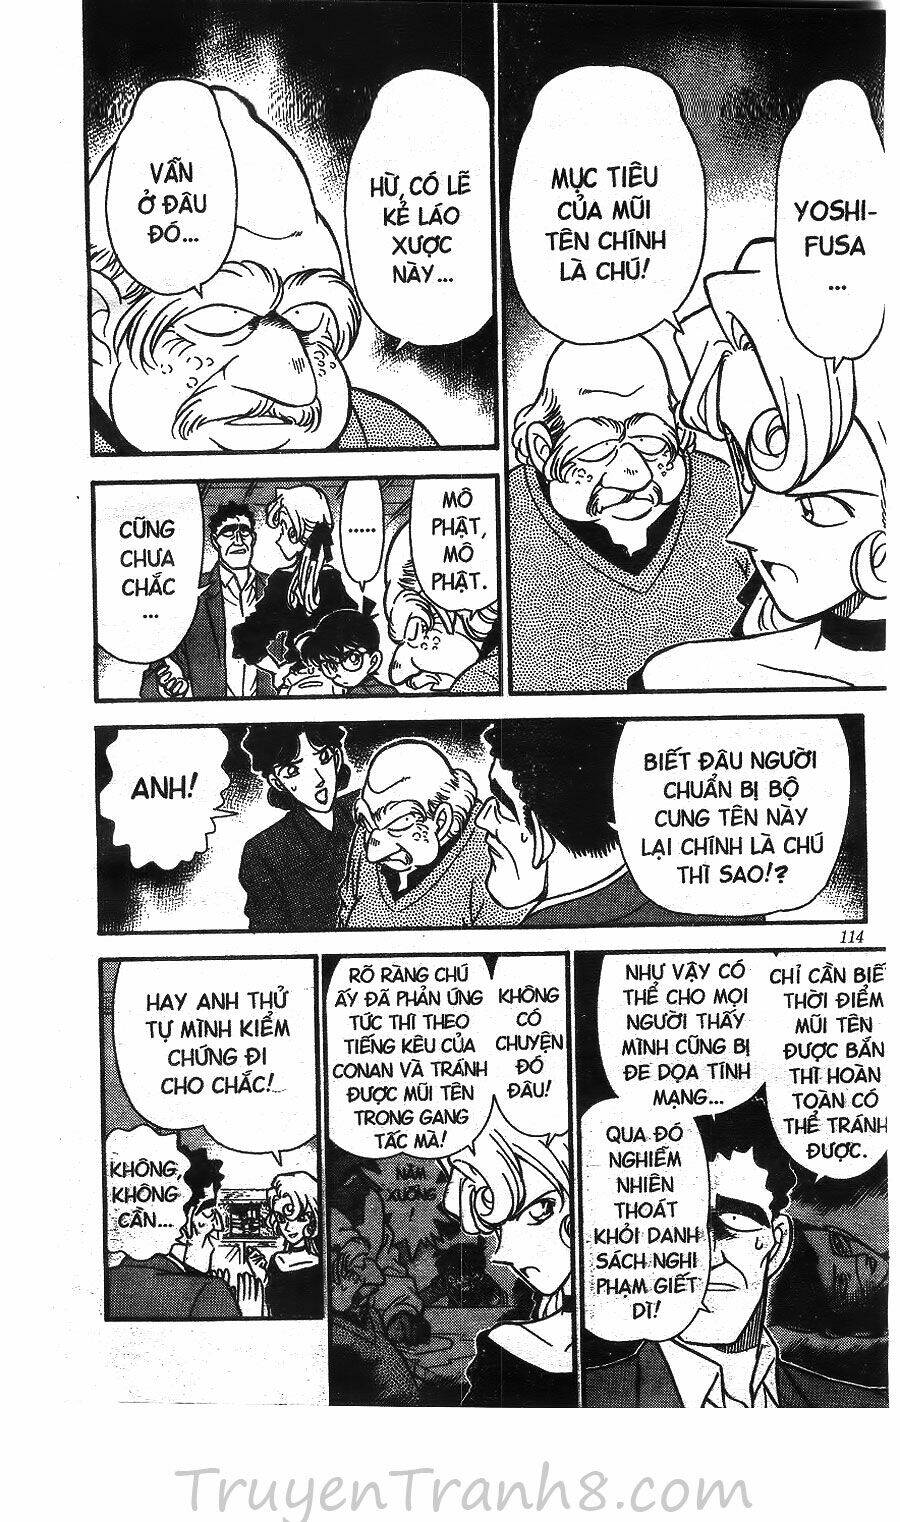 YOSHI-
FUSA
...
MỤC TIÊU
CỦA MŨI
TÊN CHÍNH
LÀ CHÚ!
HỪ, CÓ LẼ
KẺ LÁO
XƯỢC
NÀY...
VẪN
Ở ĐÂU
ĐÓ...
MÔ
PHẬT,
MÔ
PHẬT.
......
CŨNG
CHƯA
CHẮC
...
BIẾT ĐÂU NGƯỜI
CHUẨN BỊ BỘ
CUNG TÊN NÀY
LẠI CHÍNH LÀ CHÚ
THÌ SAO!?
ANH!
114
CHỈ CẦN BIẾ
THỜI ĐIỂM
MŨI TÊN
ĐƯỢC BẮN
THÌ HOÀN
TOÀN CÓ
THỂ TRÁNH
ĐƯỢC.
NHƯ VẬY CÓ
THỂ CHO MỌI
NGƯỜI THẤY
MÌNH CŨNG BỊ
ĐE DỌA TÍNH
MẠNG...
QUA ĐÓ
NGHIỄM
NHIÊN
THOÁT
KHỎI DANH
SÁCH NGHI
PHẠM GIẾT
DÌ!
KHÔNG
CÓ
CHUYỆN
ĐÓ
ĐÂU!
RÕ RÀNG CHÚ
ẤY ĐÃ PHẢN ỨNG
TỨC THÌ THEO
TIẾNG KÊU CỦA
CONAN VÀ TRÁNH
ĐƯỢC MŨI TÊN
TRONG GANG
TẤC MÀ!
NẰM
XUỐNG
!
HAY ANH THỬ
TỰ MÌNH KIỂM
CHỨNG ĐI
CHO CHẮC!
KHÔNG,
KHÔNG
CẦN...
TruyenTranh8.com